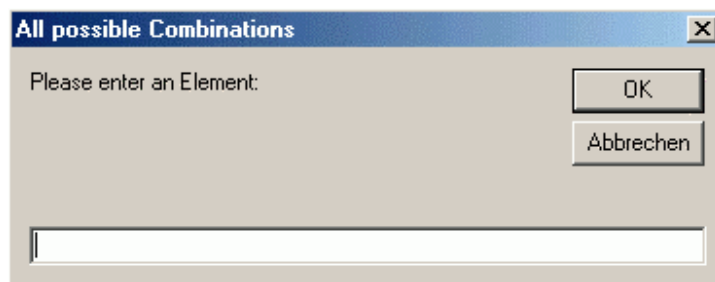 All possible Combinations
Please enter an Element:
OK
Abbrechen